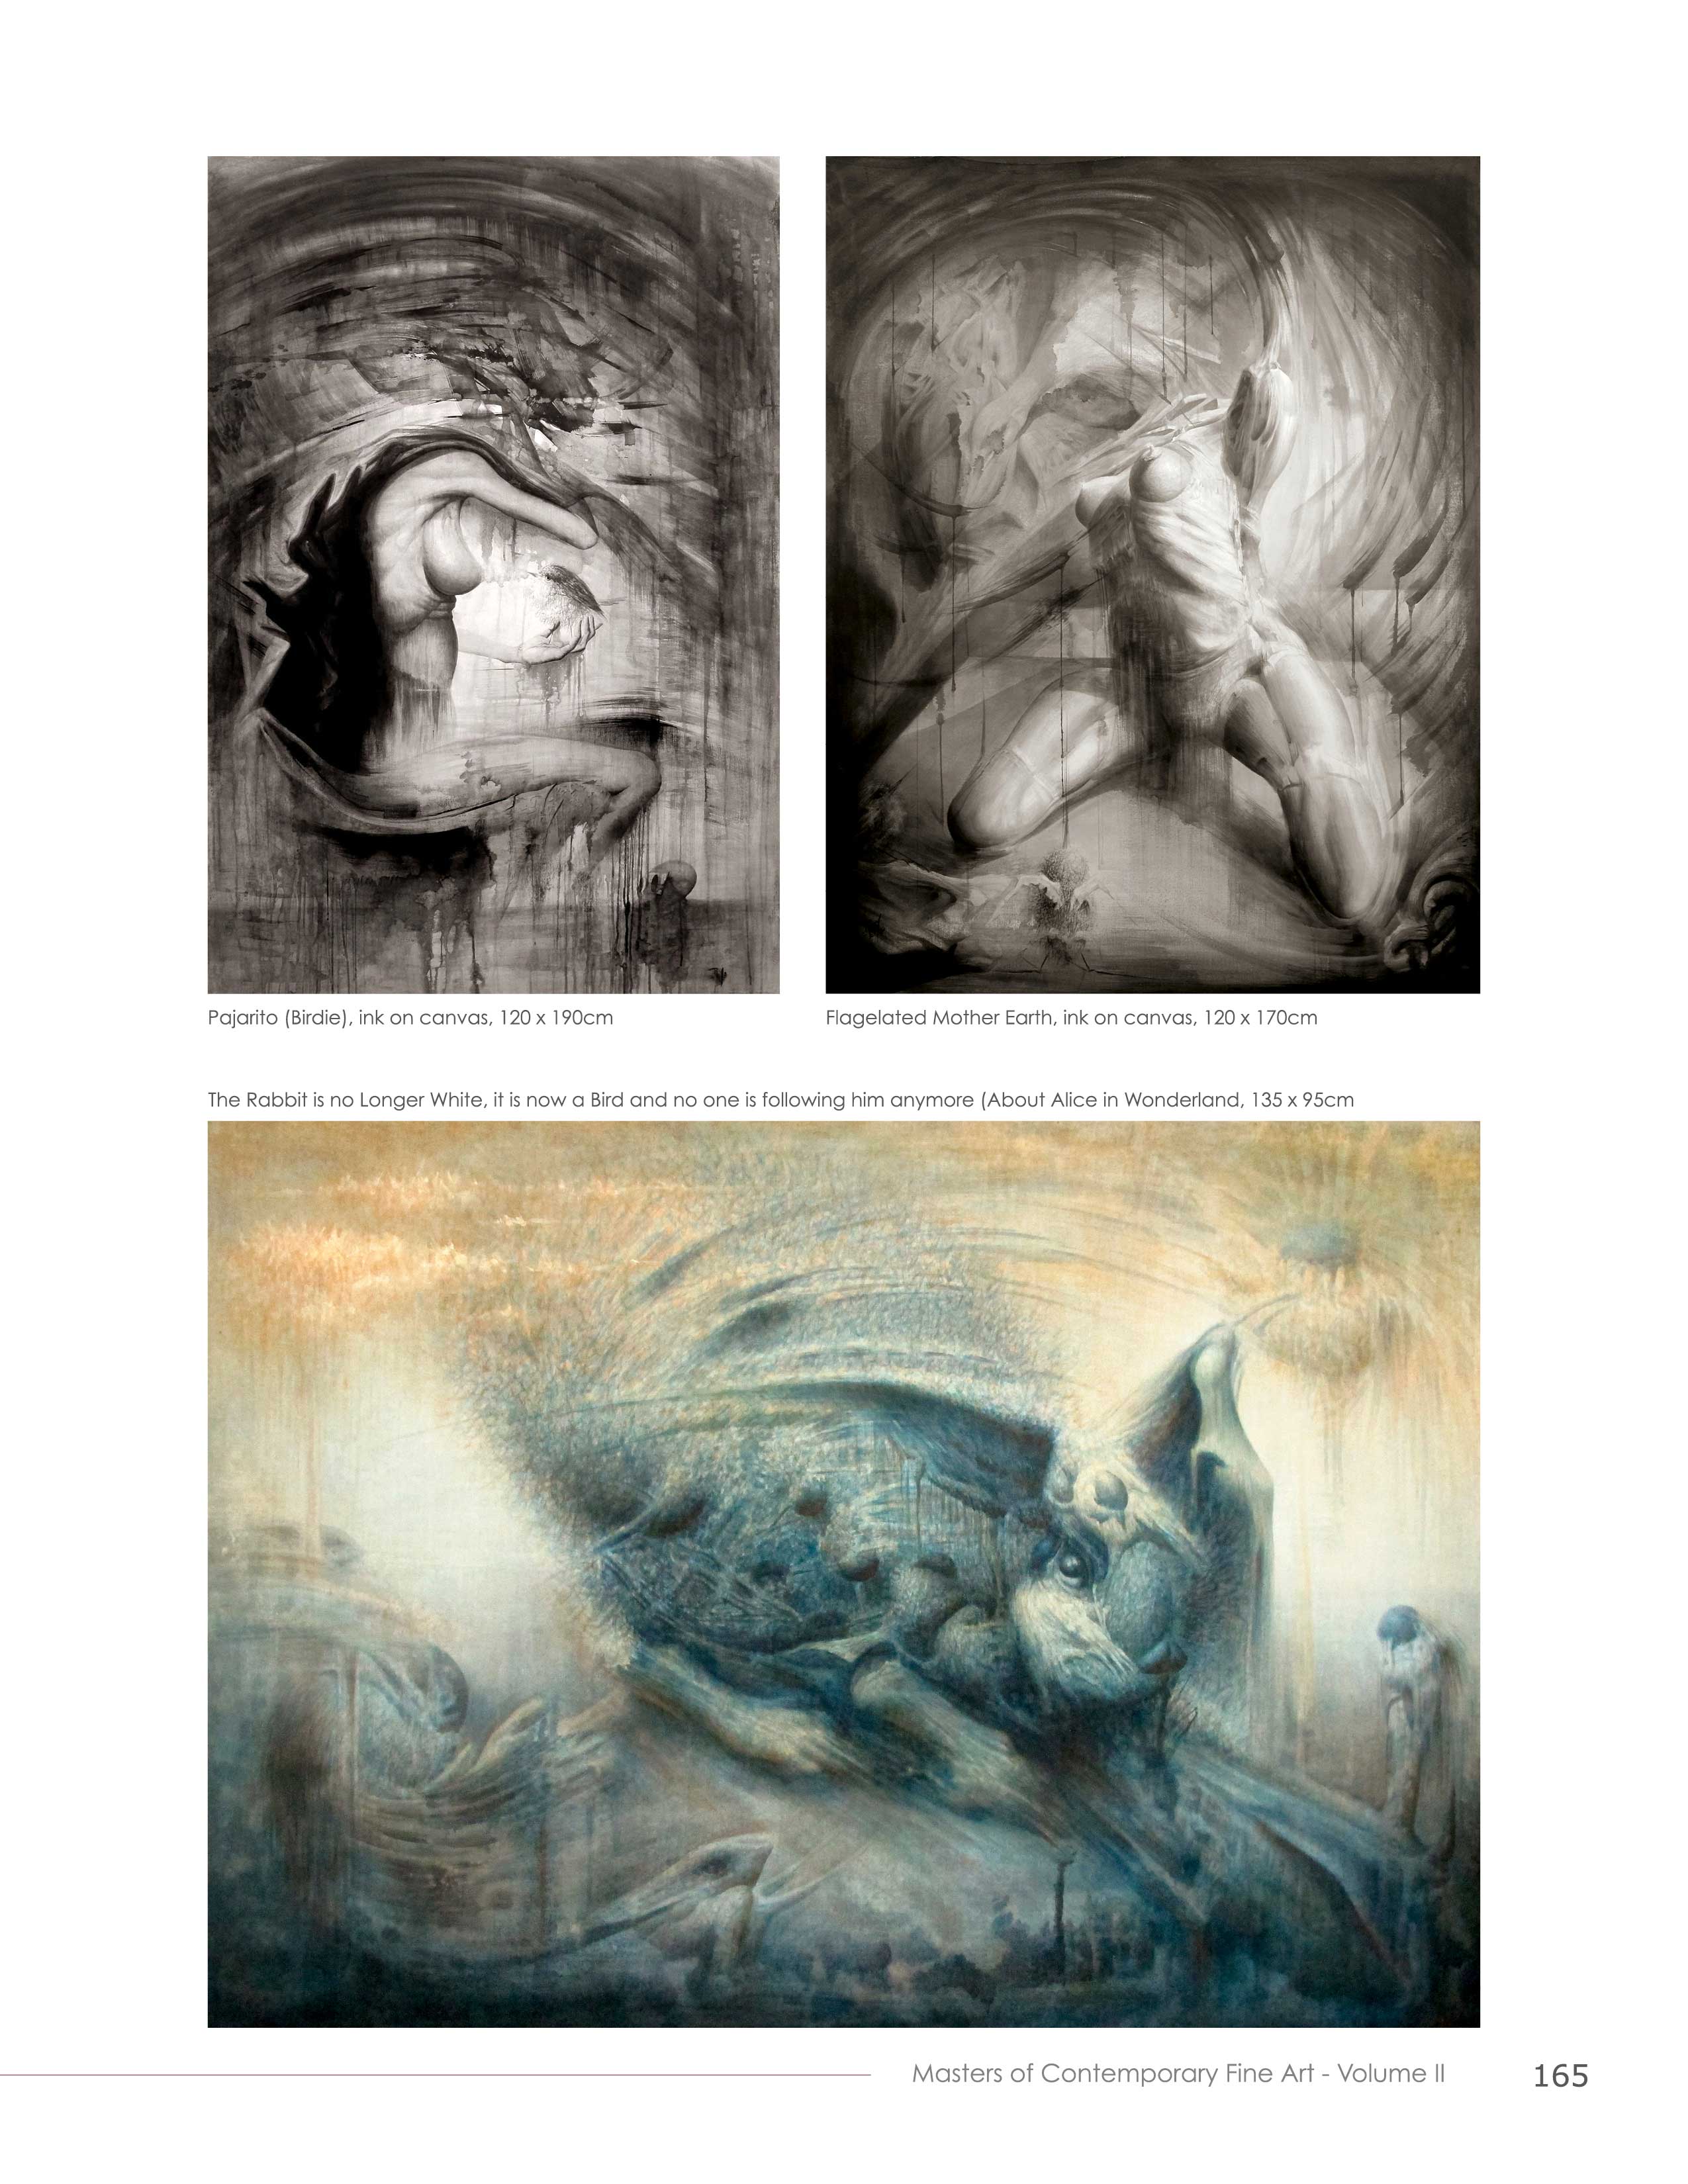 Pajarito (Birdie), ink on canvas, 120 x 190cm
Flagelated Mother Earth, ink on canvas, 120 x 170cm
The Rabbit is no Longer White, it is now a Bird and no one is following him anymore (About Alice in Wonderland, 135 x 95cm
Masters of Contemporary Fine Art - Volume II
165